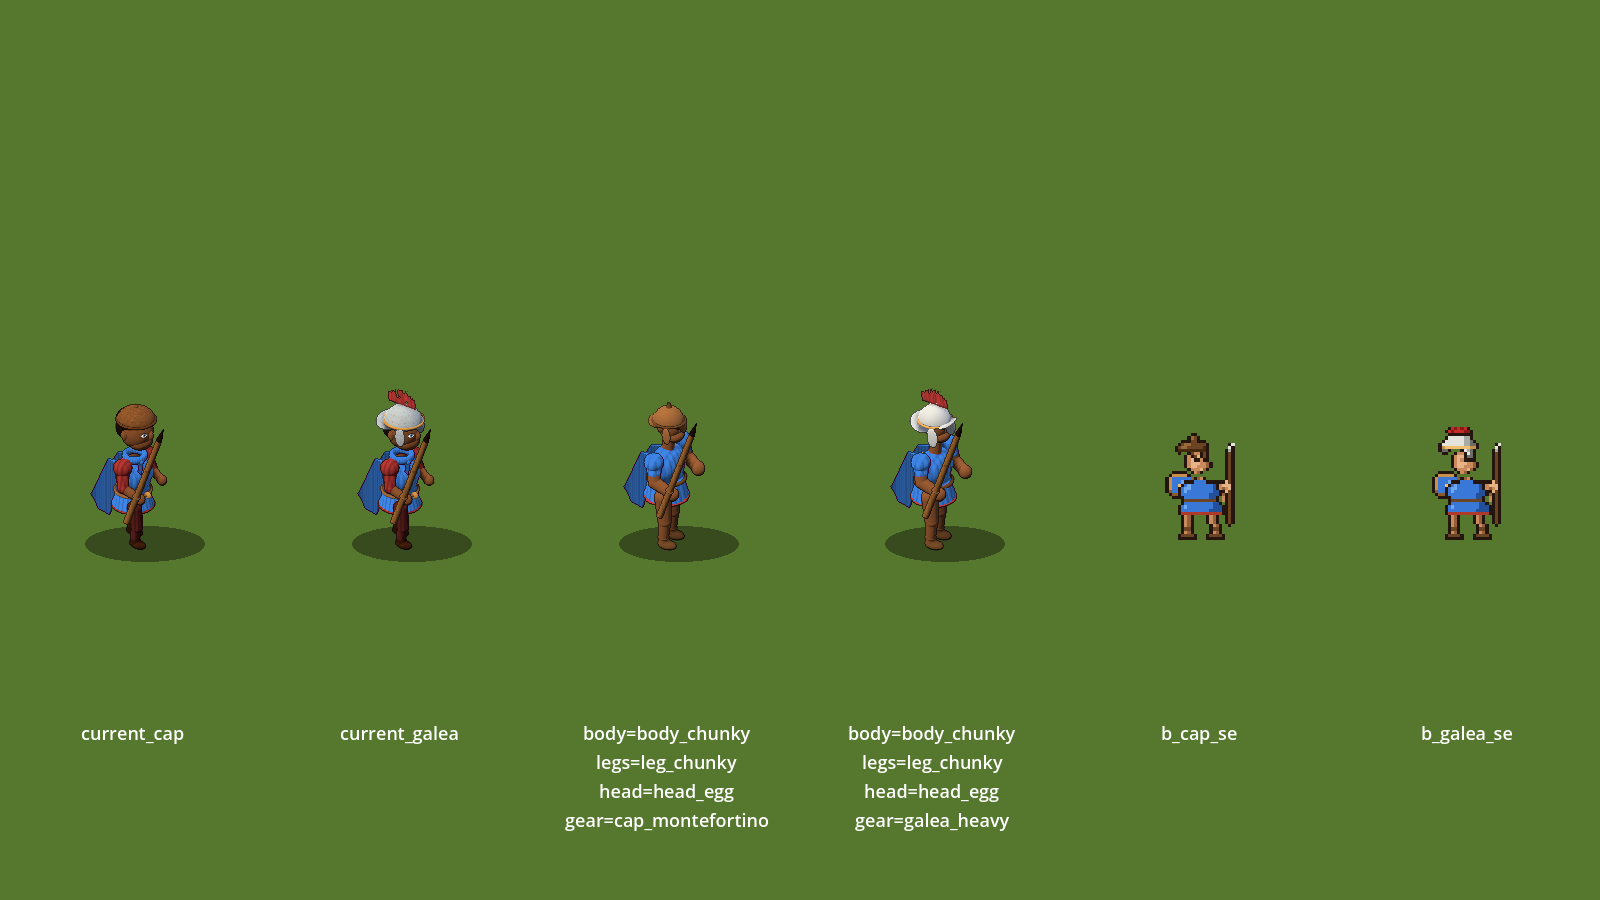 current_cap
current_galea
body=body_chunky
legs=leg_chunky
head=head_egg
gear=cap_montefortino
body=body_chunky
legs=leg_chunky
head=head_egg
gear=galea_heavy
b_cap_se
b_galea_se